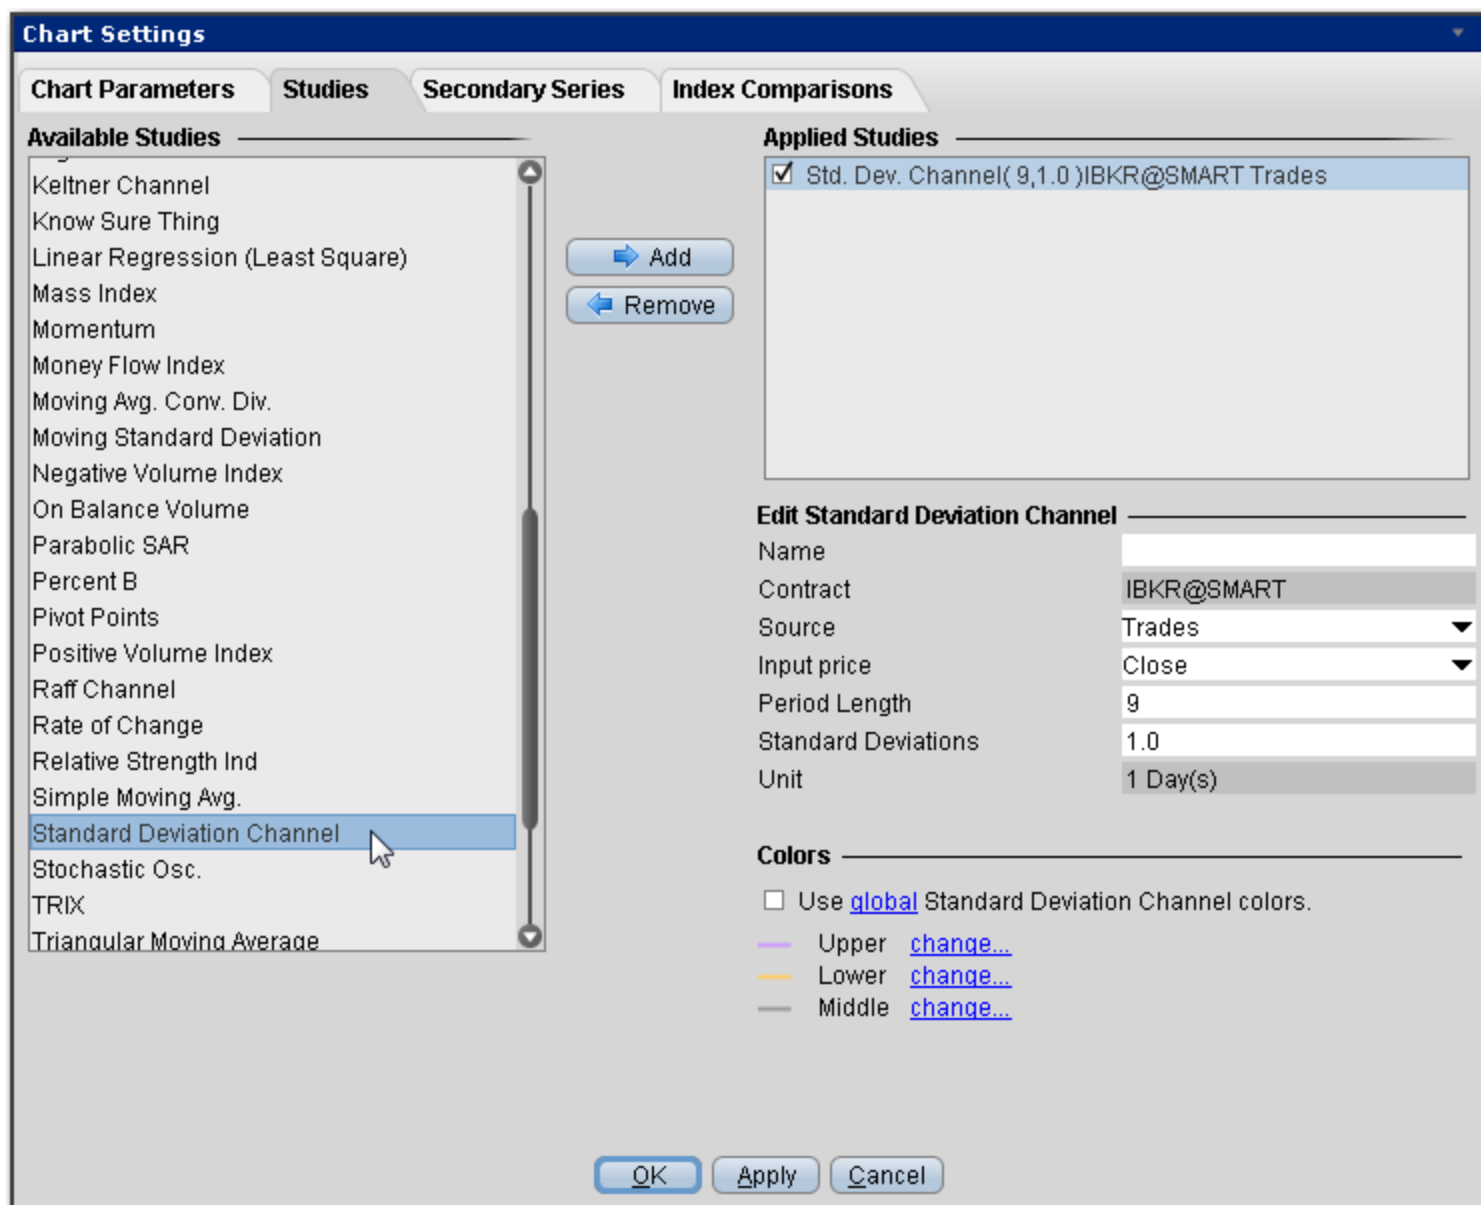 Chart Settings
Chart Parameters
Studies
Secondary Series
Index Comparisons
Available Studies
Keltner Channel
Know Sure Thing
Linear Regression (Least Square)
Mass Index
Momentum
Money Flow Index
Moving Avg. Conv. Div.
Moving Standard Deviation
Negative Volume Index
On Balance Volume
Parabolic SAR
Percent B
Pivot Points
Positive Volume Index
Raff Channel
Rate of Change
Relative Strength Ind
Simple Moving Avg.
Standard Deviation Channel
Stochastic Osc.
TRIX
Triangular Moving Average
Add
Remove
Applied Studies
Std. Dev. Channel( 9,1.0 )IBKR@SMART Trades
Edit Standard Deviation Channel
Name
Contract IBKR@SMART
Source Trades
Input price Close
Period Length 9
Standard Deviations 1.0
Unit 1 Day(s)
Colors
Use global Standard Deviation Channel colors.
Upper change...
Lower change...
Middle change...
OK
Apply
Cancel